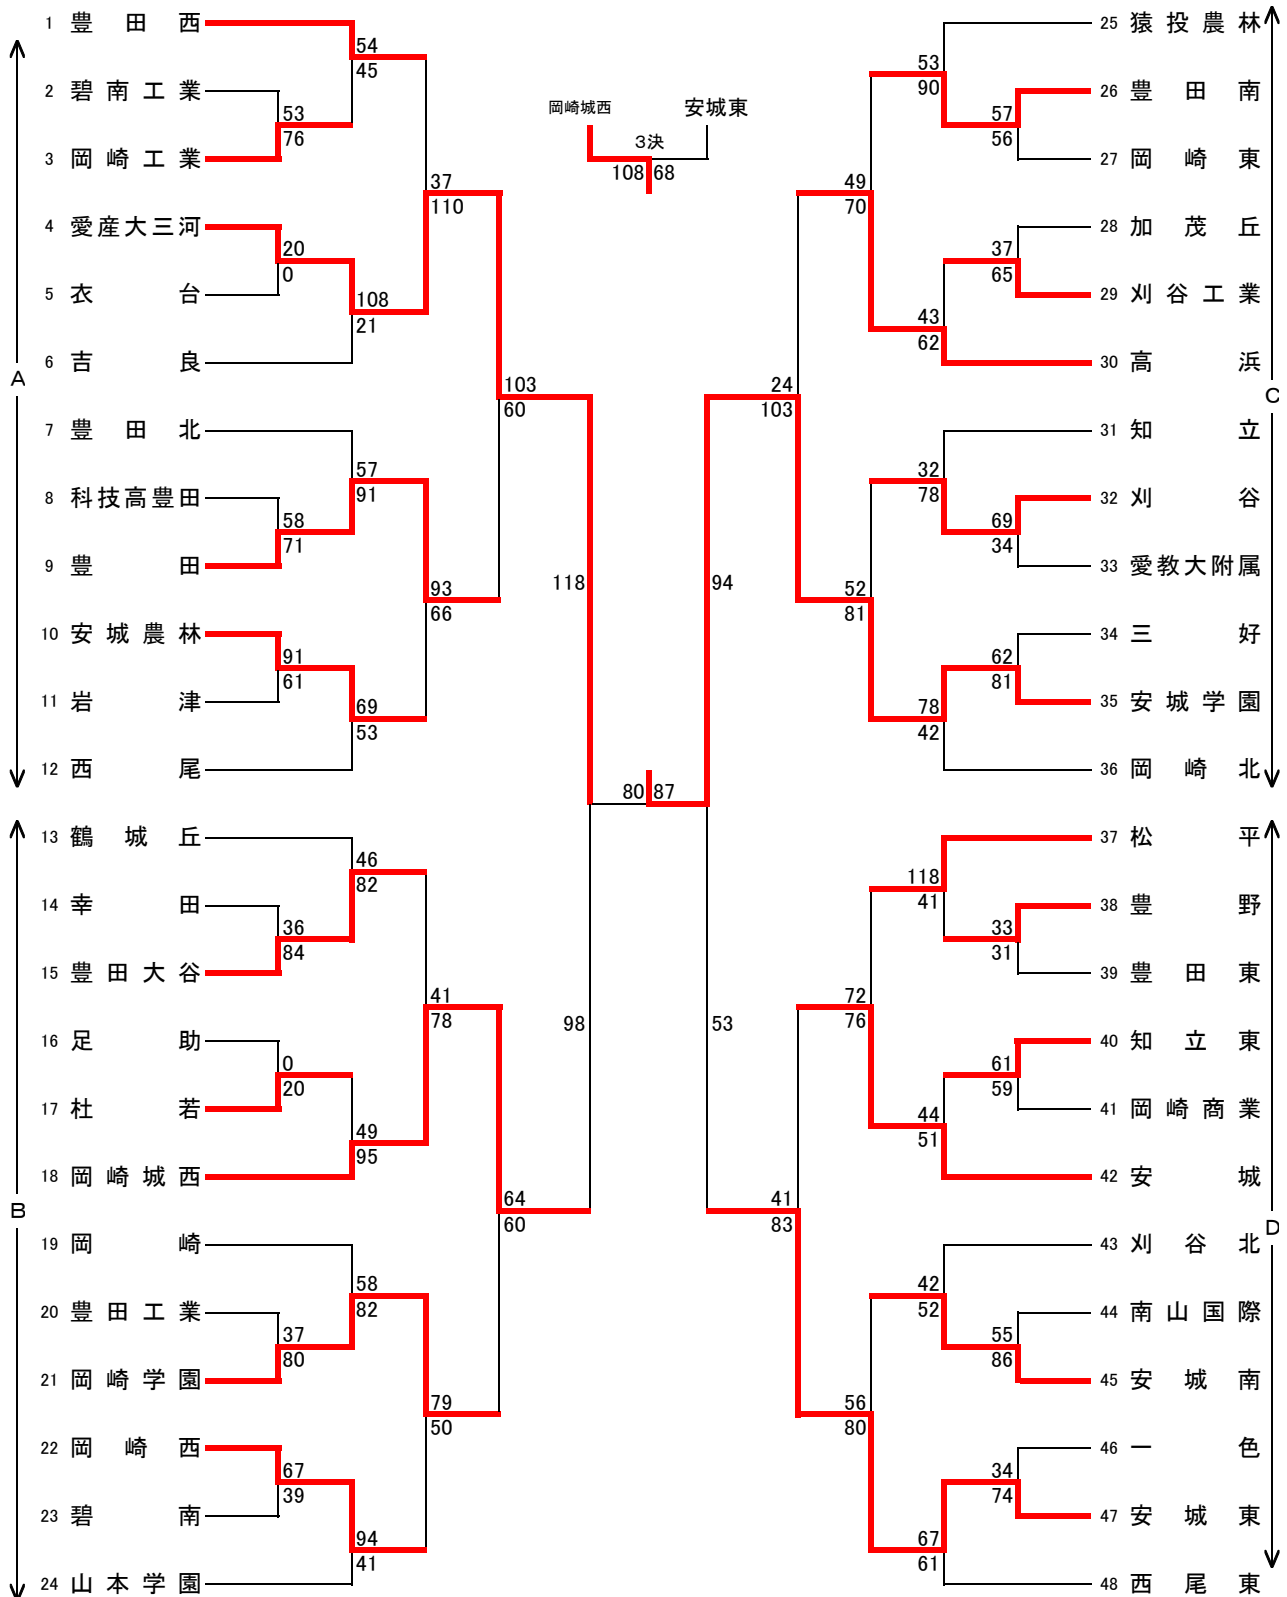 1 豊田西
54
45
2 碧南工業
53
76
3 岡崎工業
37
110
4 愛産大三河
20
0
5 衣台
108
21
6 吉良
A
103
60
7 豊田北
57
91
8 科技高豊田
58
71
9 豊田
93
66
10 安城農林
91
61
11 岩津
69
53
12 西尾
118
13 鶴城丘
46
82
14 幸田
36
84
15 豊田大谷
41
78
16 足助
0
20
17 杜若
49
95
18 岡崎城西
B
64
60
98
19 岡崎
58
82
20 豊田工業
37
80
21 岡崎学園
79
50
22 岡崎西
67
39
23 碧南
94
41
24 山本学園
岡崎城西 安城東
3決
108 68
80 87
25 猿投農林
53
90
26 豊田南
57
56
27 岡崎東
49
70
28 加茂丘
37
65
29 刈谷工業
43
62
30 高浜
C
24
103
31 知立
32
78
32 刈谷
69
34
33 愛教大附属
94
52
81
34 三好
62
81
35 安城学園
78
42
36 岡崎北
37 松平
118
41
38 豊野
33
31
39 豊田東
72
76
40 知立東
61
59
41 岡崎商業
44
51
42 安城
53
41
83
D
43 刈谷北
42
52
44 南山国際
55
86
45 安城南
56
80
46 一色
34
74
47 安城東
67
61
48 西尾東